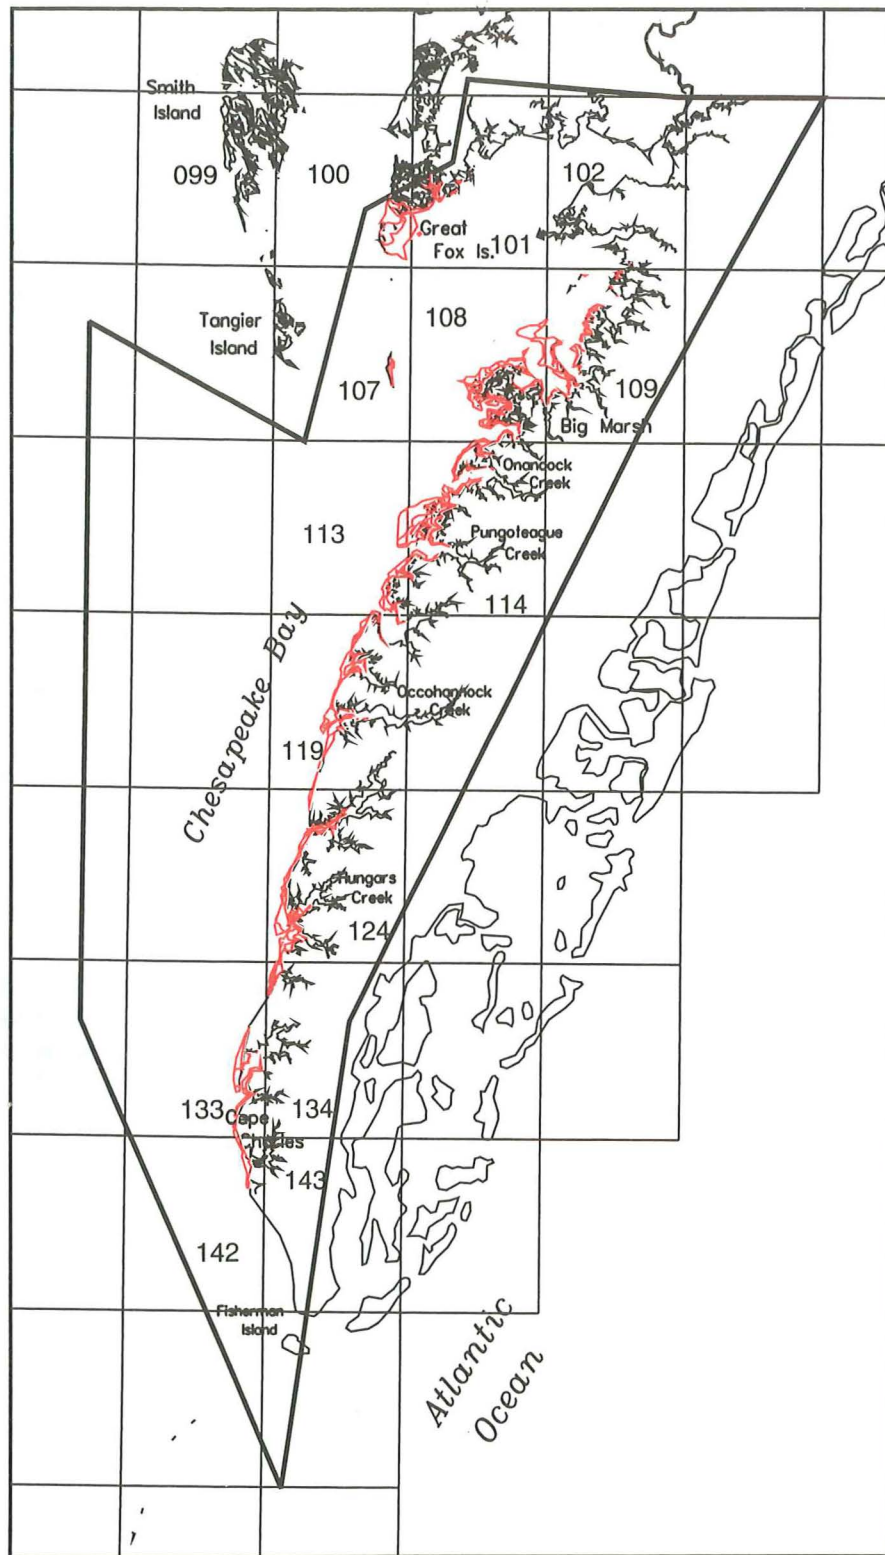 Smith
Island
099
100
102
Great
Fox Is.
101
Tangier
Island
108
107
109
Big Marsh
Onancock
Creek
113
Pungoteague
Creek
114
Chesapeake Bay
Occohannock
Creek
119
Hungars
Creek
124
133
134
Cape
Charles
143
142
Fisherman
Island
Atlantic
Ocean